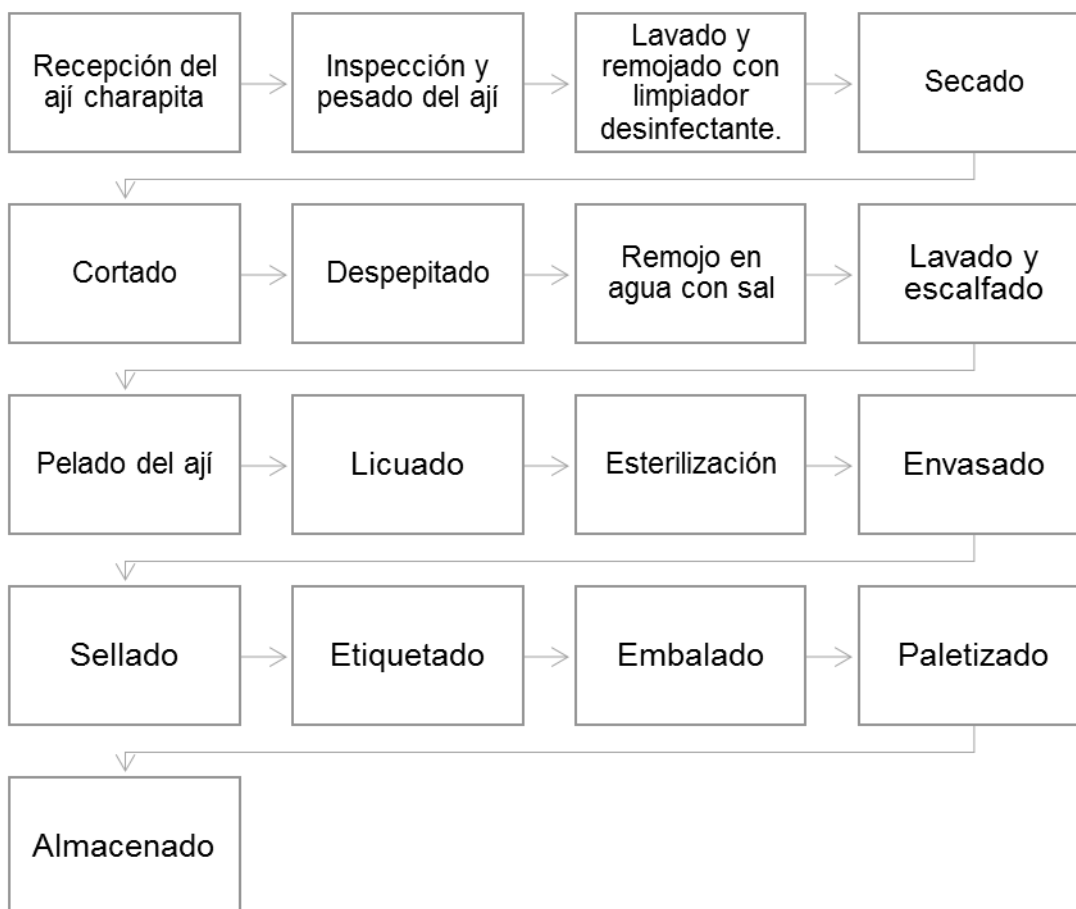 Recepción del
ají charapita
Inspección y
pesado del ají
Lavado y
remojado con
limpiador
desinfectante.
Secado
Cortado
Despepitado
Remojo en
agua con sal
Lavado y
escalfado
Pelado del ají
Licuado
Esterilización
Envasado
Sellado
Etiquetado
Embalado
Paletizado
Almacenado